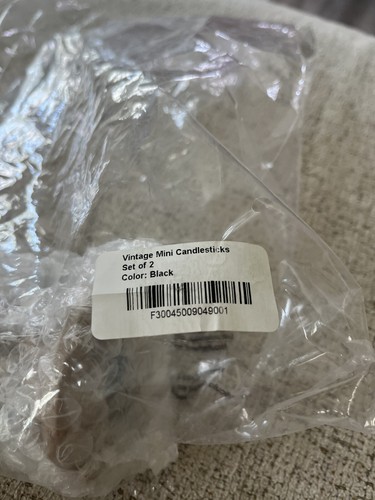 Vintage Mini Candlesticks
Set of 2
Color: Black
F30045009049001